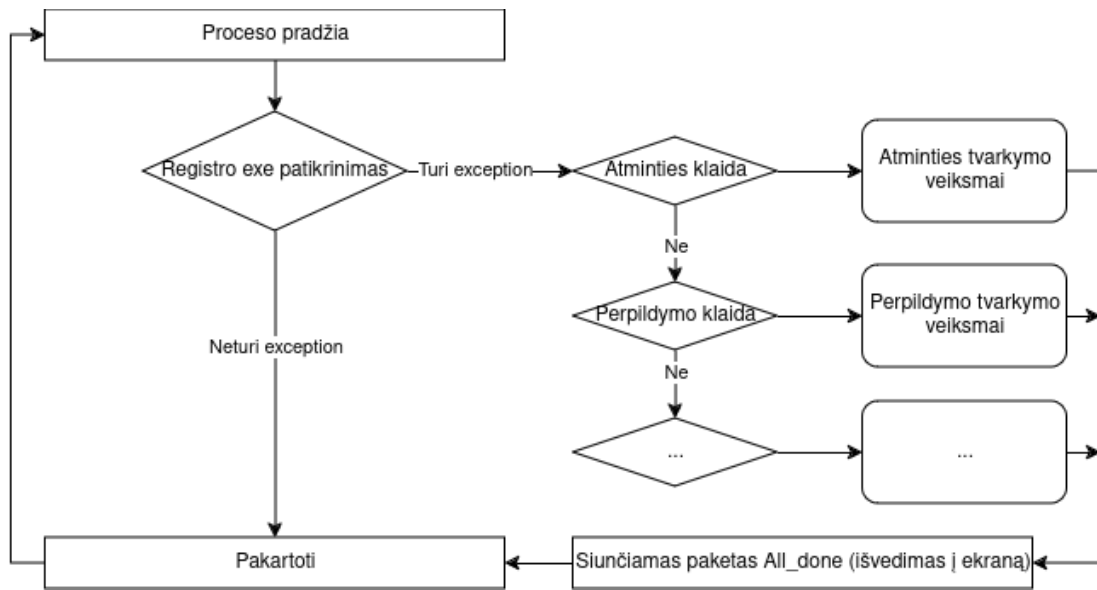 Proceso pradžia
Registro exe patikrinimas
Turi exception
Atminties klaida
Atminties tvarkymo
veiksmai
Ne
Perpildymo klaida
Perpildymo tvarkymo
veiksmai
Neturi exception
Ne
...
...
Pakartoti
Siunčiamas paketas All_done (išvedimas į ekraną)